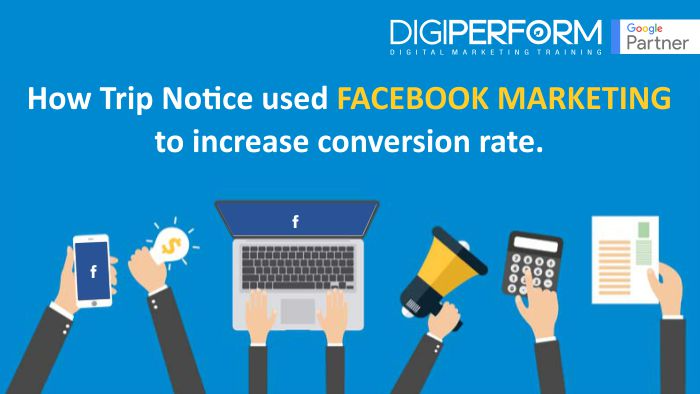 DIGIPERFORM
DIGITAL MARKETING TRAINING
Google
Partner
How Trip Notice used FACEBOOK MARKETING
to increase conversion rate.
f
f
$